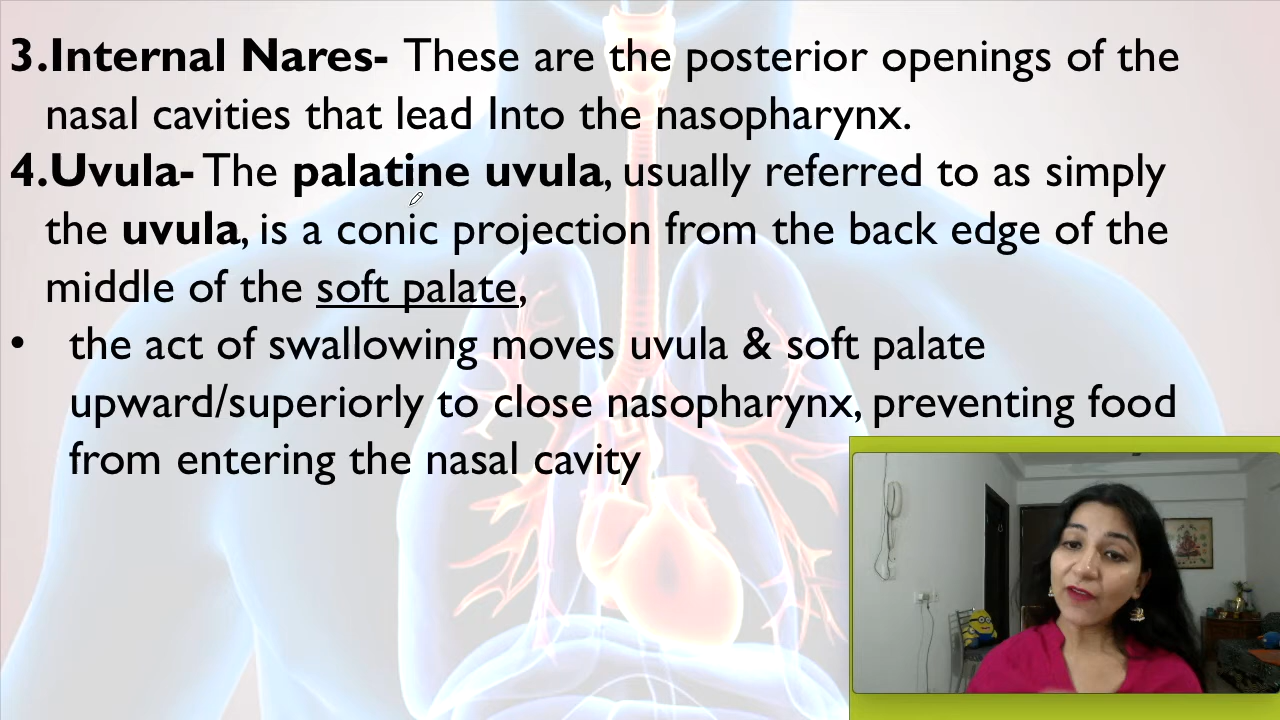 3.Internal Nares- These are the posterior openings of the
nasal cavities that lead Into the nasopharynx.
4.Uvula- The palatine uvula, usually referred to as simply
the uvula, is a conic projection from the back edge of the
middle of the soft palate,
• the act of swallowing moves uvula & soft palate
upward/superiorly to close nasopharynx, preventing food
from entering the nasal cavity